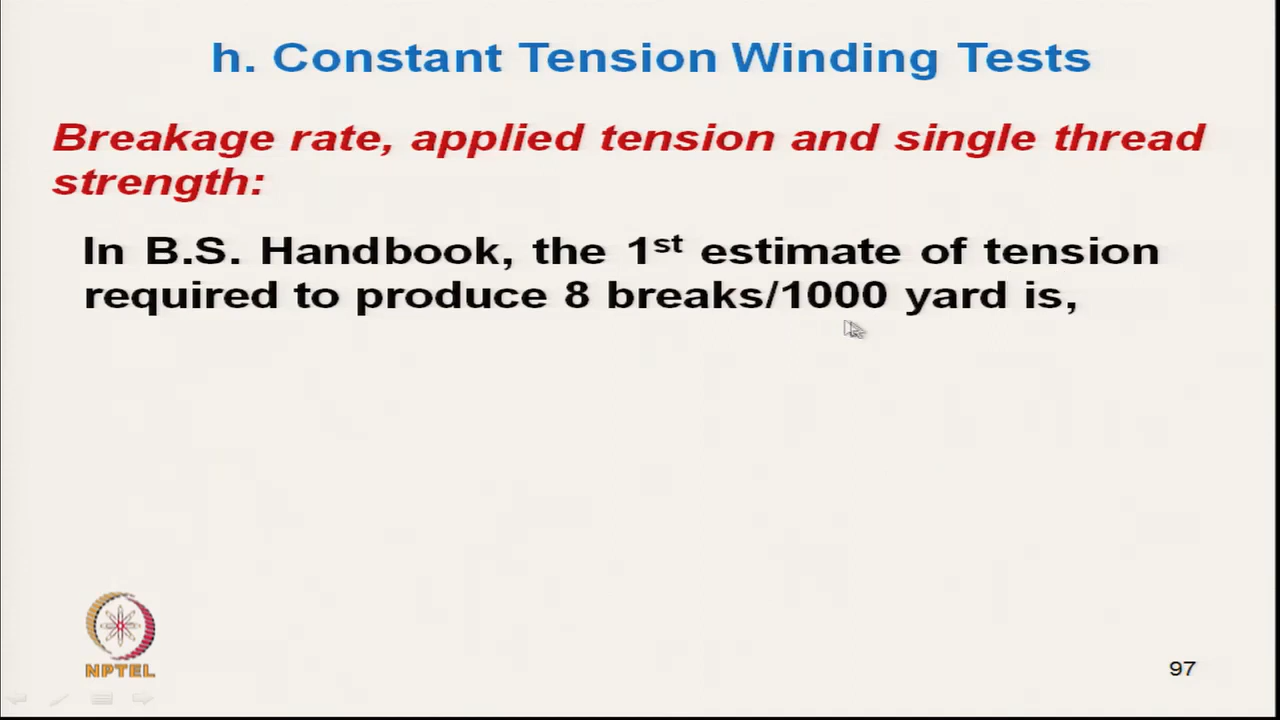 h. Constant Tension Winding Tests
Breakage rate, applied tension and single thread
strength:
In B.S. Handbook, the 1st estimate of tension
required to produce 8 breaks/1000 yard is,
NPTEL
97